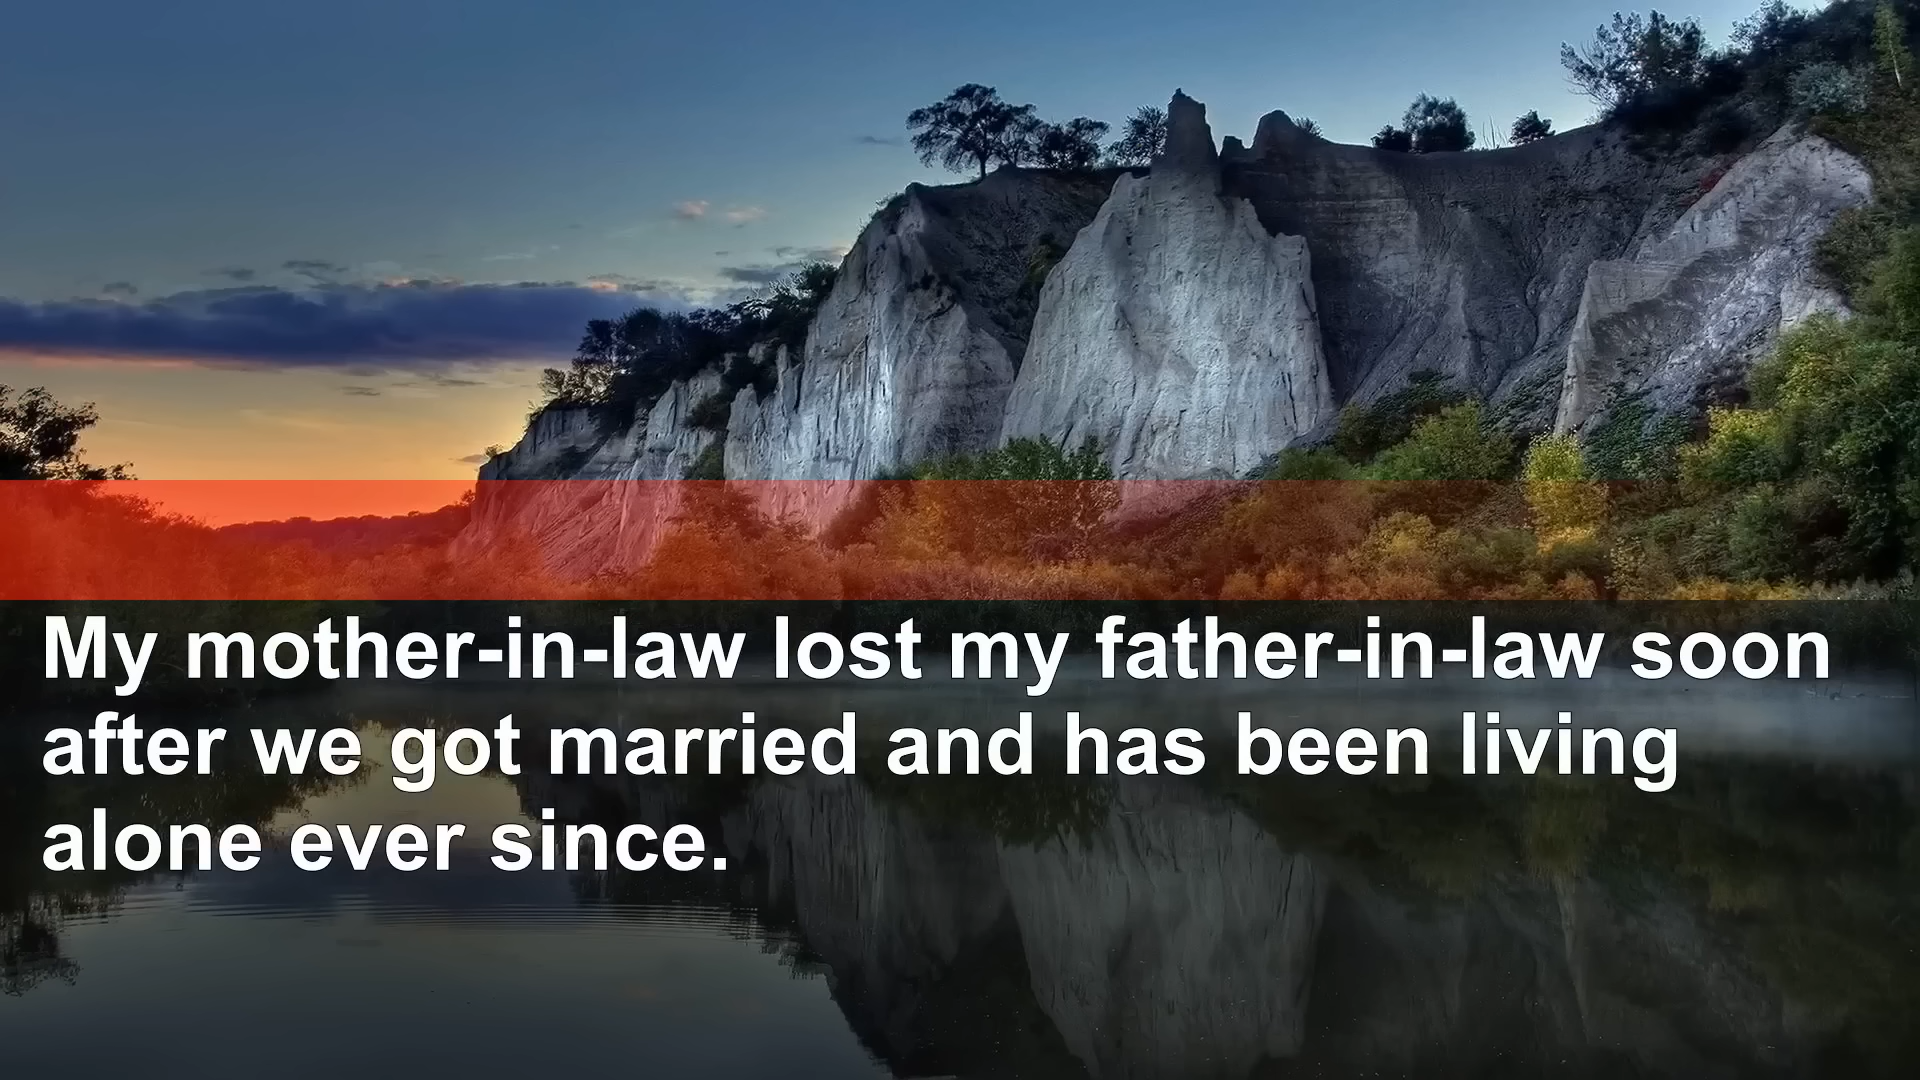 My mother-in-law lost my father-in-law soon
after we got married and has been living
alone ever since.